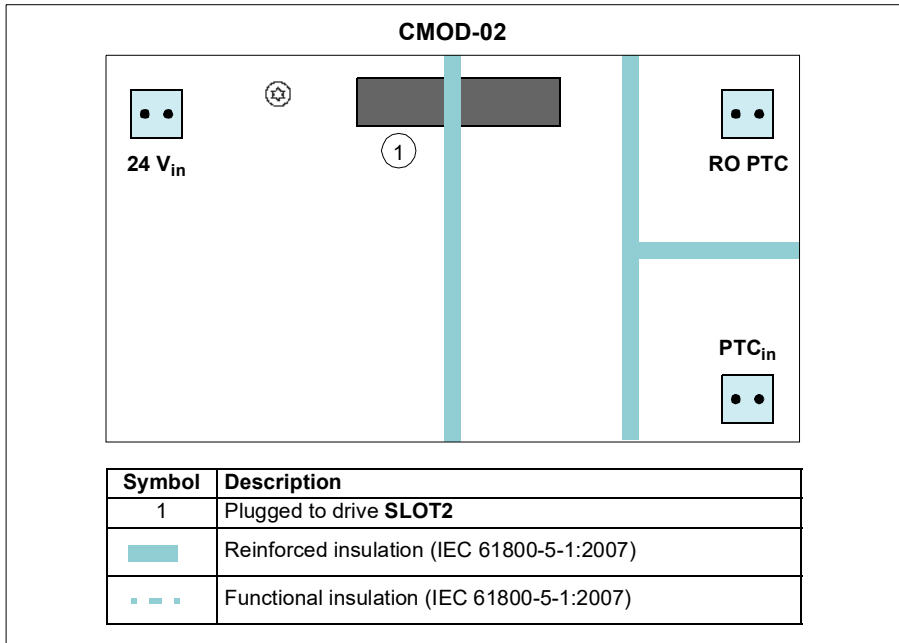 CMOD-02
24 Vin
1
RO PTC
PTCin
Symbol Description
1 Plugged to drive SLOT2
Reinforced insulation (IEC 61800-5-1:2007)
Functional insulation (IEC 61800-5-1:2007)